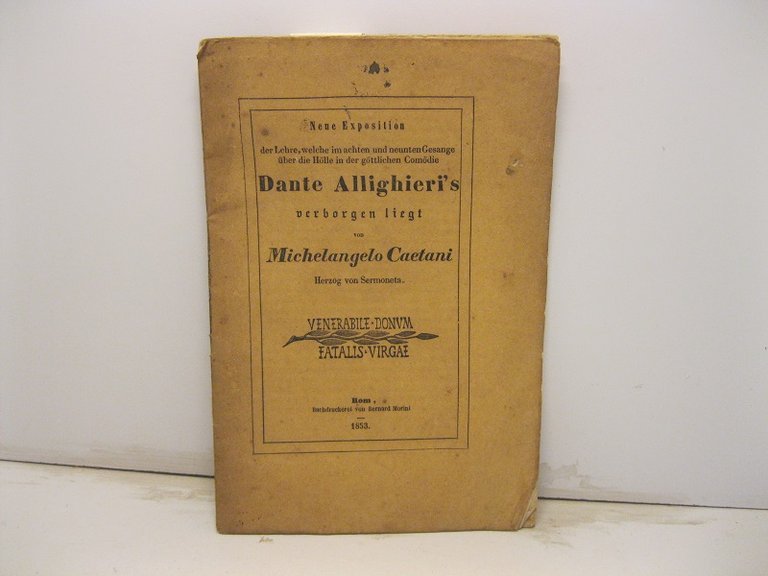 Neue Exposition
der Lehre, welche im achten und neunten Gesange
über die Hölle in der göttlichen Comödie
Dante Allighieri's
verborgen liegt
von
Michelangelo Caetani
Herzog von Sermoneta.
VENERABILE·DONVM
FATALIS·VIRGAE
Rom,
Buchdruckerei von Bernard Morini
1853.